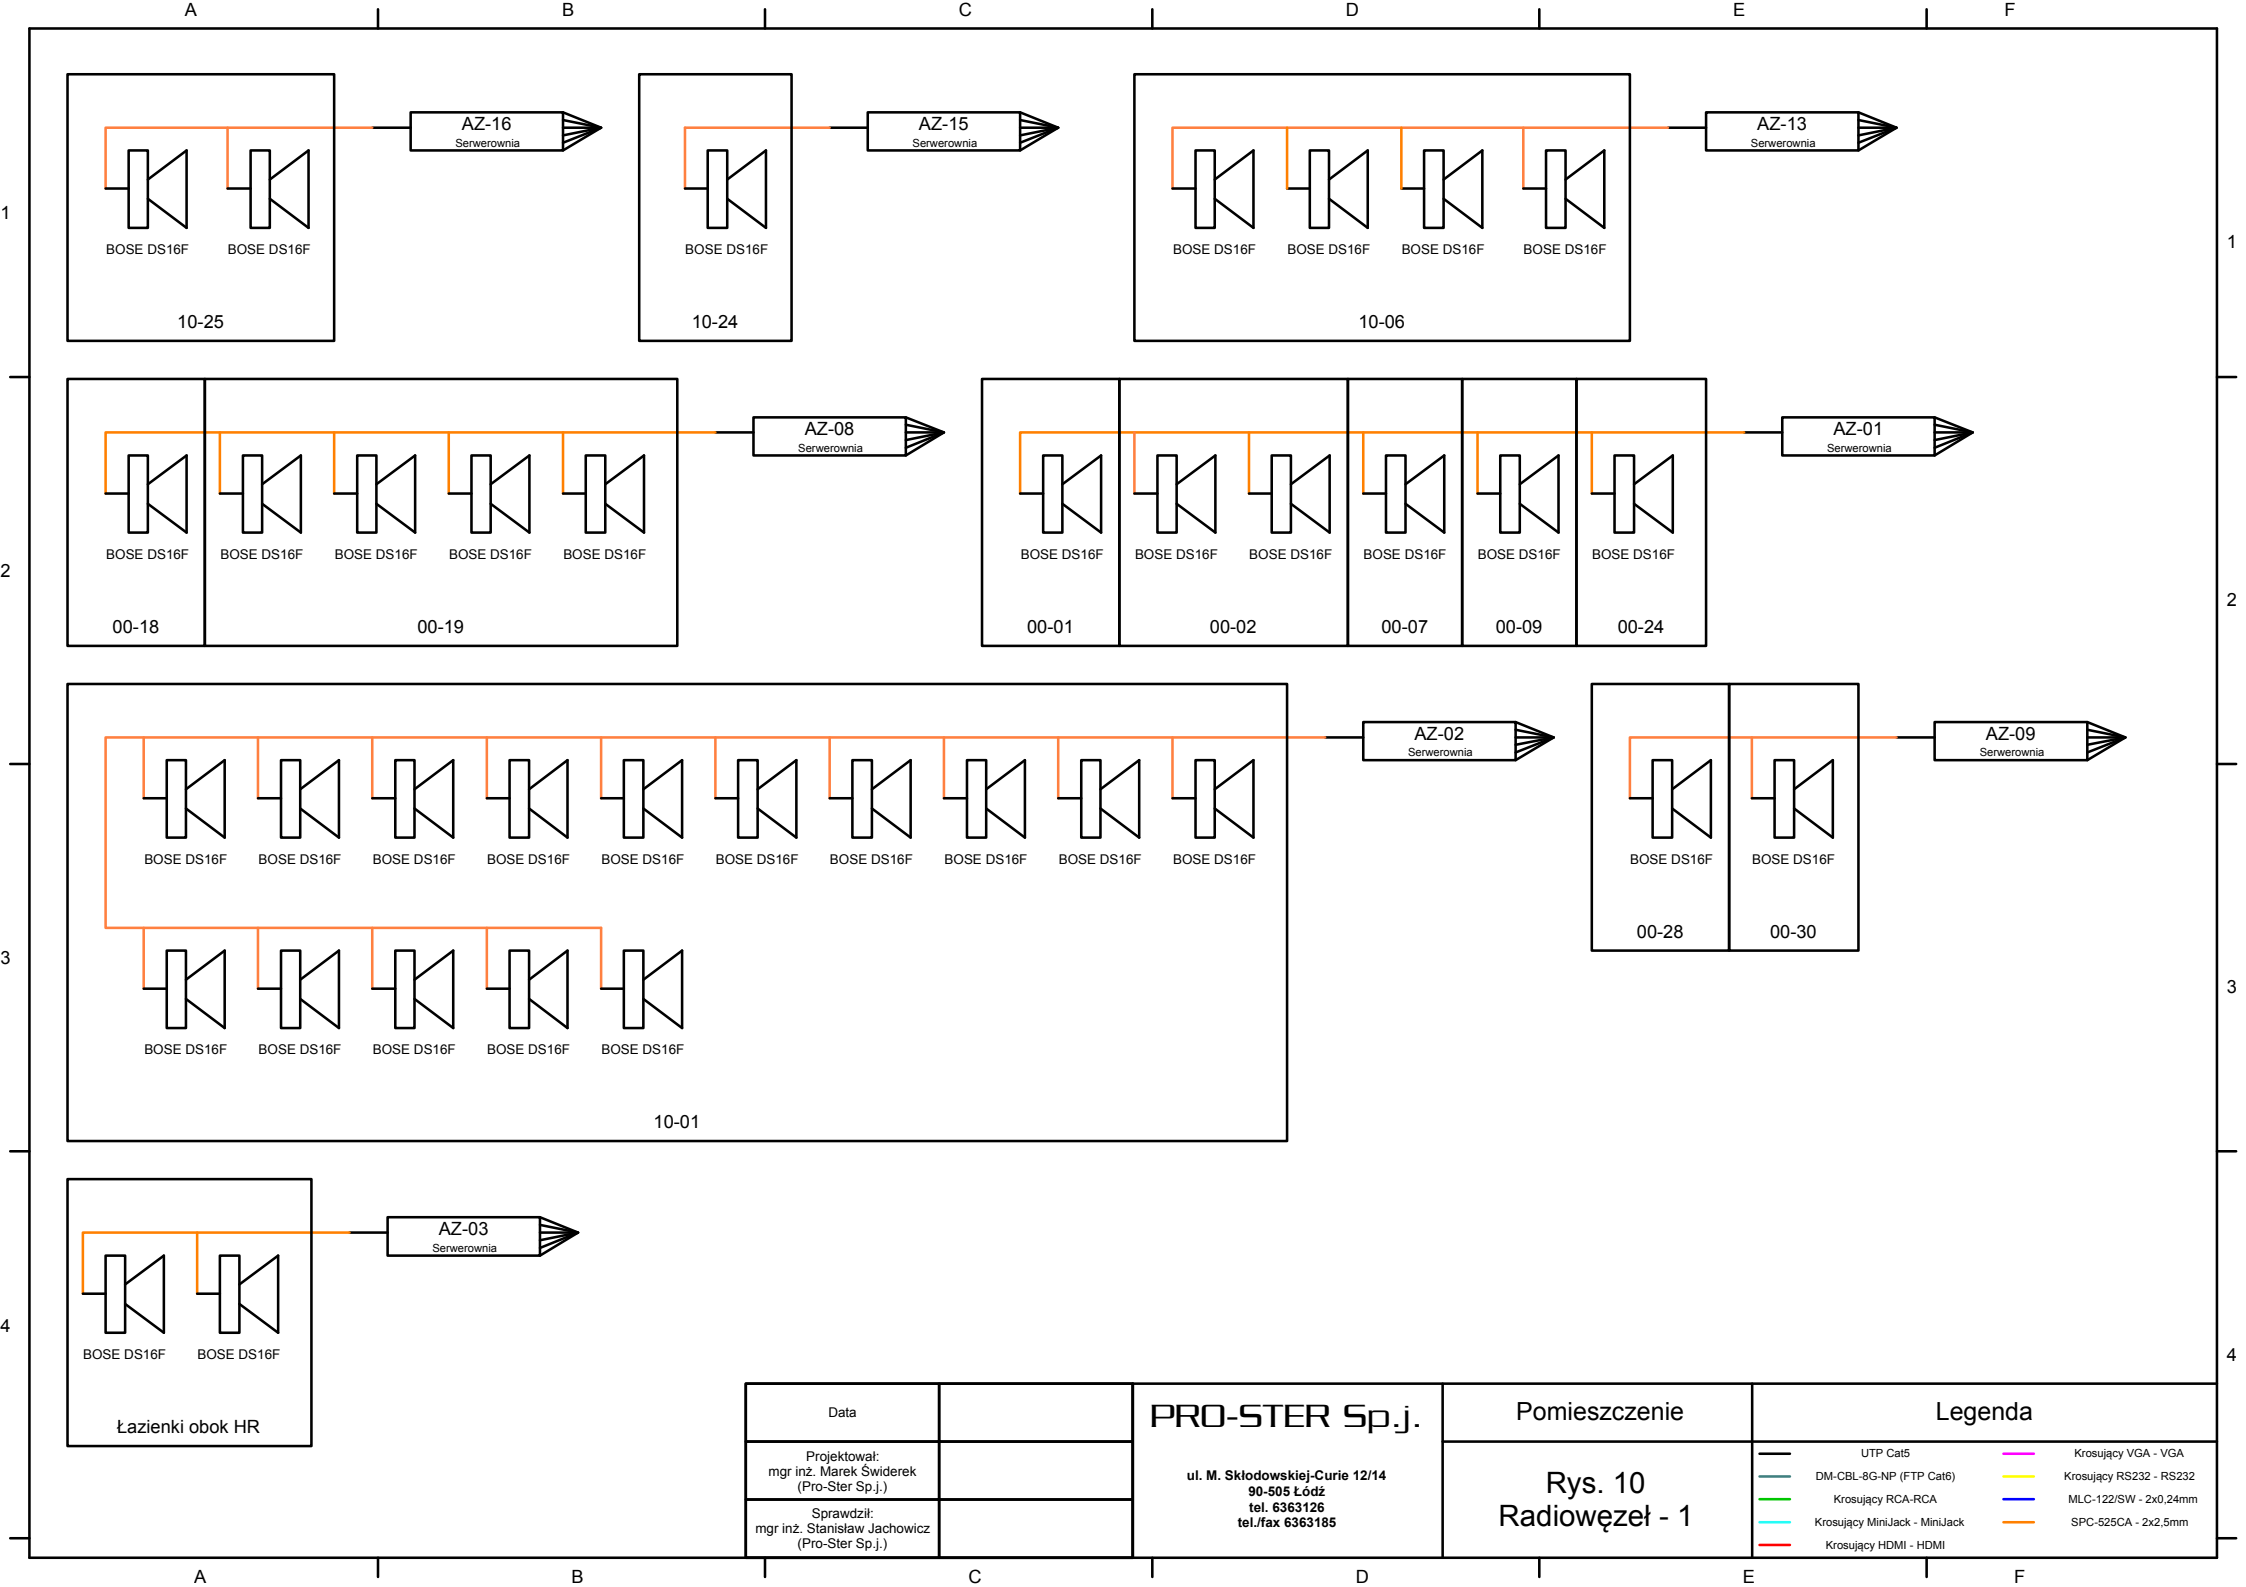 A B C D E F
AZ-16
Serwerownia
AZ-15
Serwerownia
AZ-13
Serwerownia
1
1
BOSE DS16F BOSE DS16F
BOSE DS16F
BOSE DS16F BOSE DS16F BOSE DS16F BOSE DS16F
10-25
10-24
10-06
AZ-08
Serwerownia
AZ-01
Serwerownia
BOSE DS16F BOSE DS16F BOSE DS16F BOSE DS16F BOSE DS16F
BOSE DS16F BOSE DS16F BOSE DS16F BOSE DS16F BOSE DS16F BOSE DS16F
2
2
00-18 00-19
00-01 00-02 00-07 00-09 00-24
AZ-02
Serwerownia
AZ-09
Serwerownia
BOSE DS16F BOSE DS16F BOSE DS16F BOSE DS16F BOSE DS16F BOSE DS16F BOSE DS16F BOSE DS16F BOSE DS16F BOSE DS16F
BOSE DS16F BOSE DS16F
00-28 00-30
3
3
BOSE DS16F BOSE DS16F BOSE DS16F BOSE DS16F BOSE DS16F
10-01
AZ-03
Serwerownia
4
4
BOSE DS16F BOSE DS16F
Łazienki obok HR
Data
Projektował:
mgr inż. Marek Świderek
(Pro-Ster Sp.j.)
Sprawdził:
mgr inż. Stanisław Jachowicz
(Pro-Ster Sp.j.)
PRO-STER Sp.j.
ul. M. Skłodowskiej-Curie 12/14
90-505 Łódź
tel. 6363126
tel./fax 6363185
Pomieszczenie
Rys. 10
Radiowęzeł - 1
Legenda
UTP Cat5
DM-CBL-8G-NP (FTP Cat6)
Krosujący RCA-RCA
Krosujący MiniJack - MiniJack
Krosujący HDMI - HDMI
Krosujący VGA - VGA
Krosujący RS232 - RS232
MLC-122/SW - 2x0,24mm
SPC-525CA - 2x2,5mm
A B C D E F